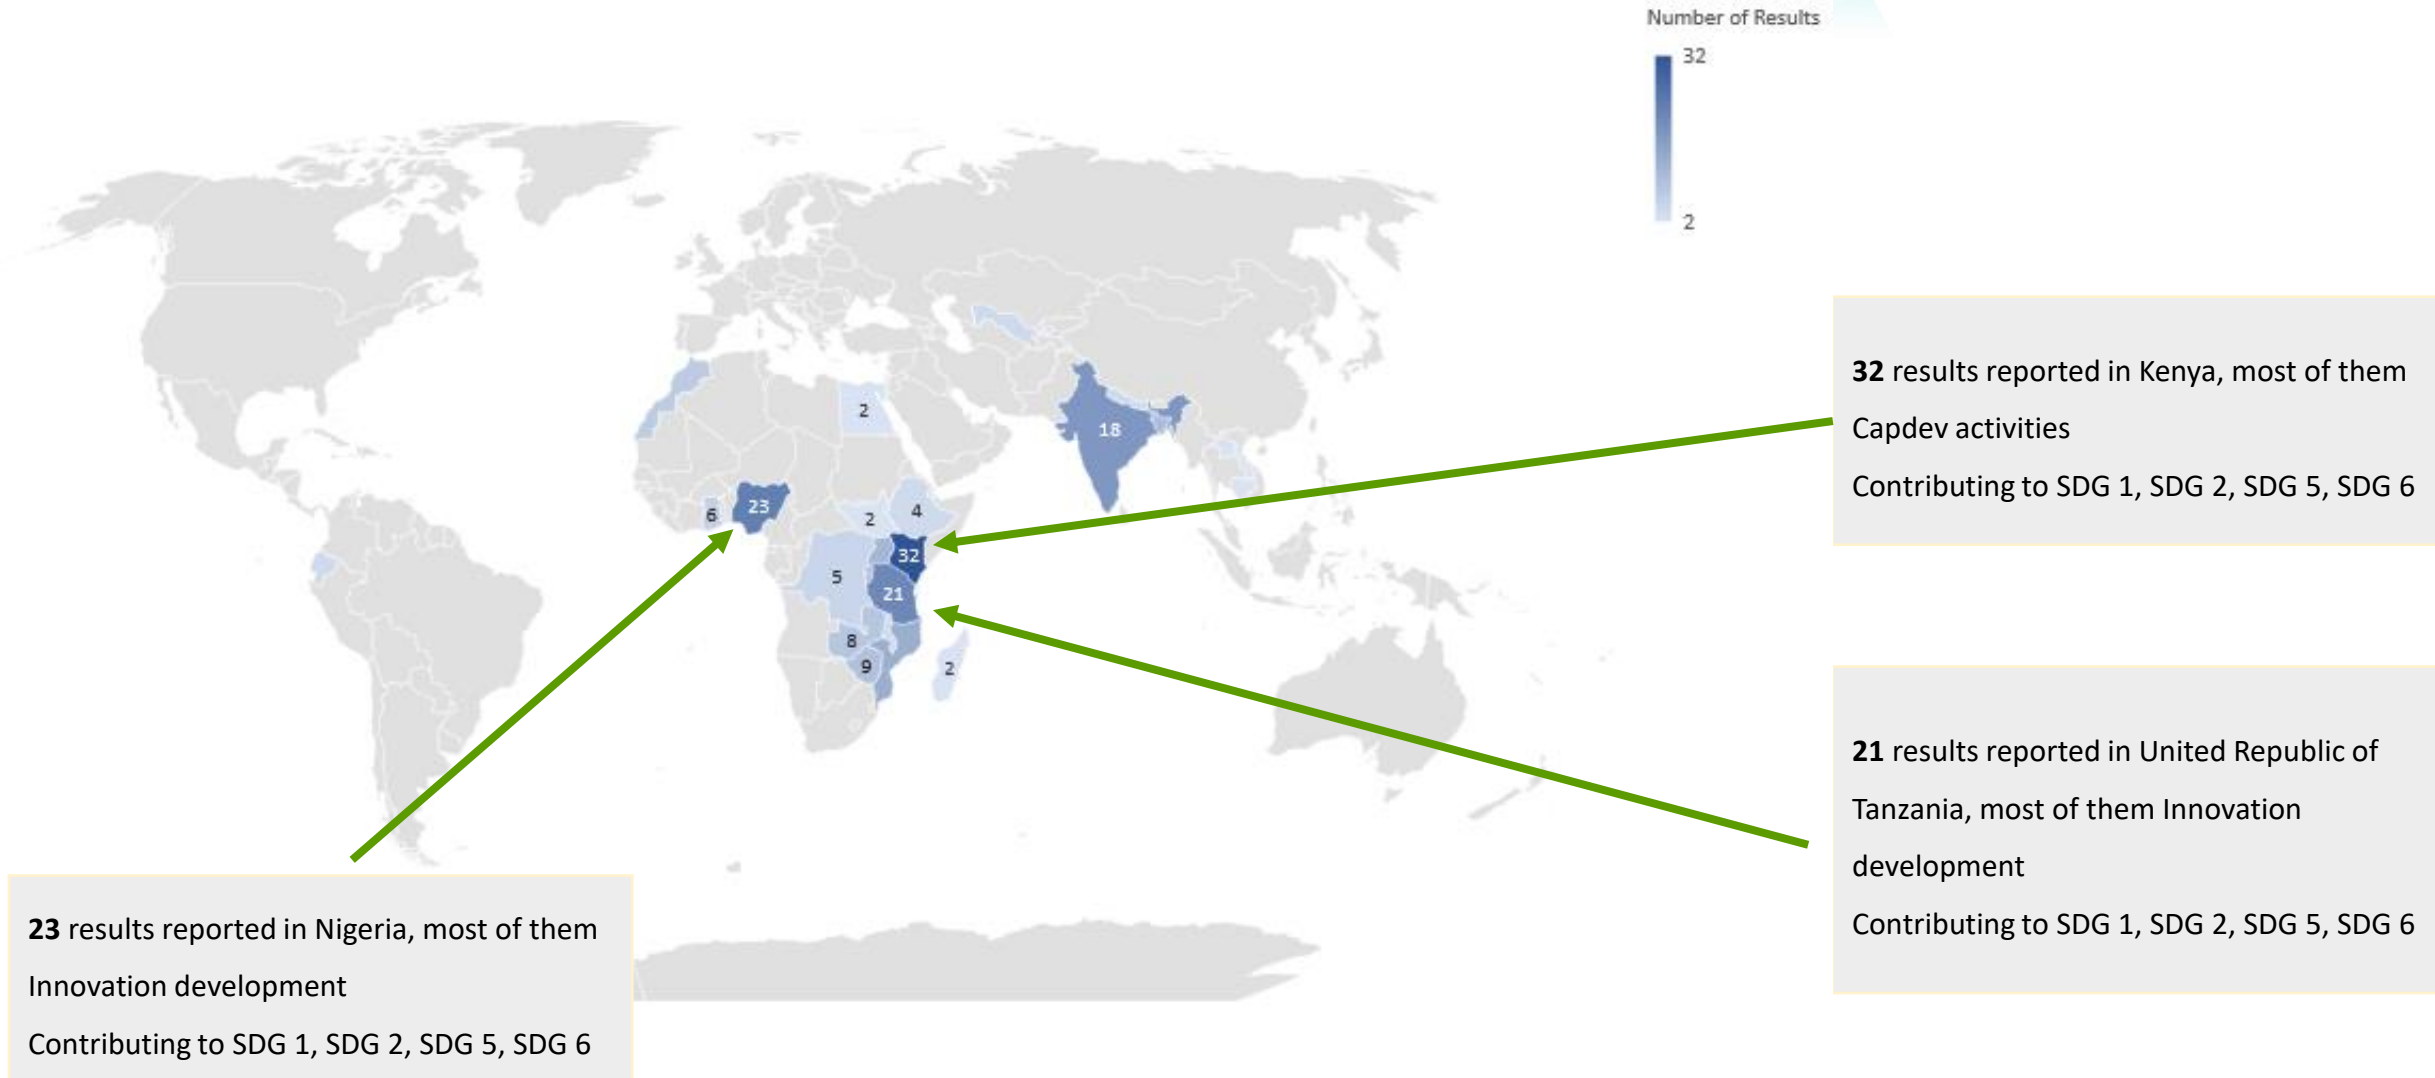 Number of Results
32
2
2
18
23
6
2
4
32
5
21
8
9
2
32 results reported in Kenya, most of them
Capdev activities
Contributing to SDG 1, SDG 2, SDG 5, SDG 6
21 results reported in United Republic of
Tanzania, most of them Innovation
development
Contributing to SDG 1, SDG 2, SDG 5, SDG 6
23 results reported in Nigeria, most of them
Innovation development
Contributing to SDG 1, SDG 2, SDG 5, SDG 6